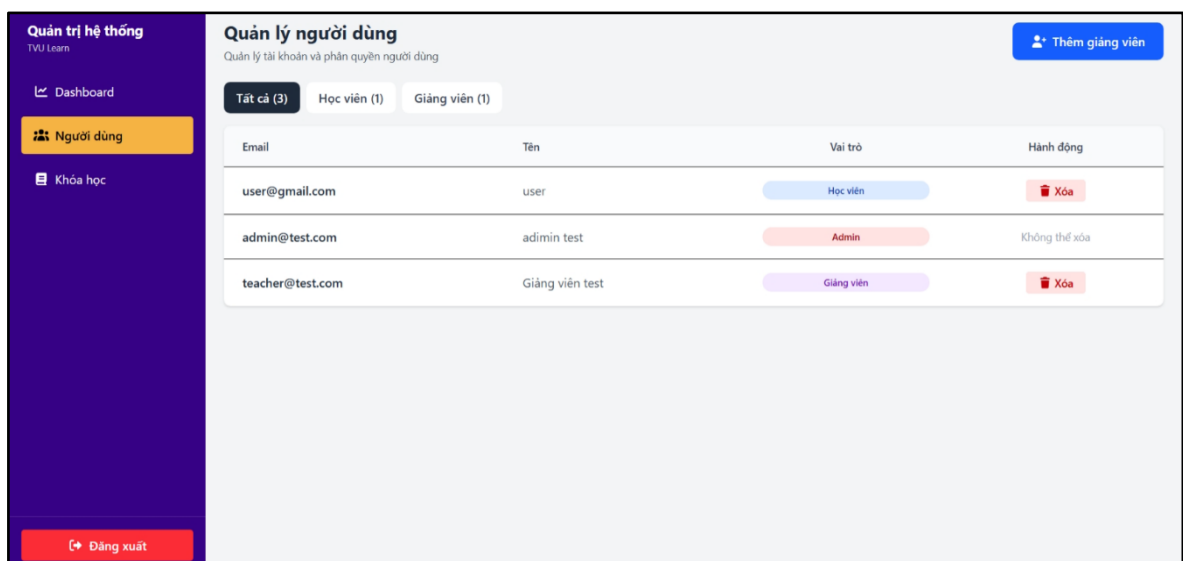 Quản trị hệ thống
TVU Learn
Dashboard
Người dùng
Khóa học
Đăng xuất
Quản lý người dùng
Quản lý tài khoản và phân quyền người dùng
Thêm giảng viên
Tất cả (3) Học viên (1) Giảng viên (1)
Email Tên Vai trò Hành động
user@gmail.com user Học viên Xóa
admin@test.com adimin test Admin Không thể xóa
teacher@test.com Giảng viên test Giảng viên Xóa